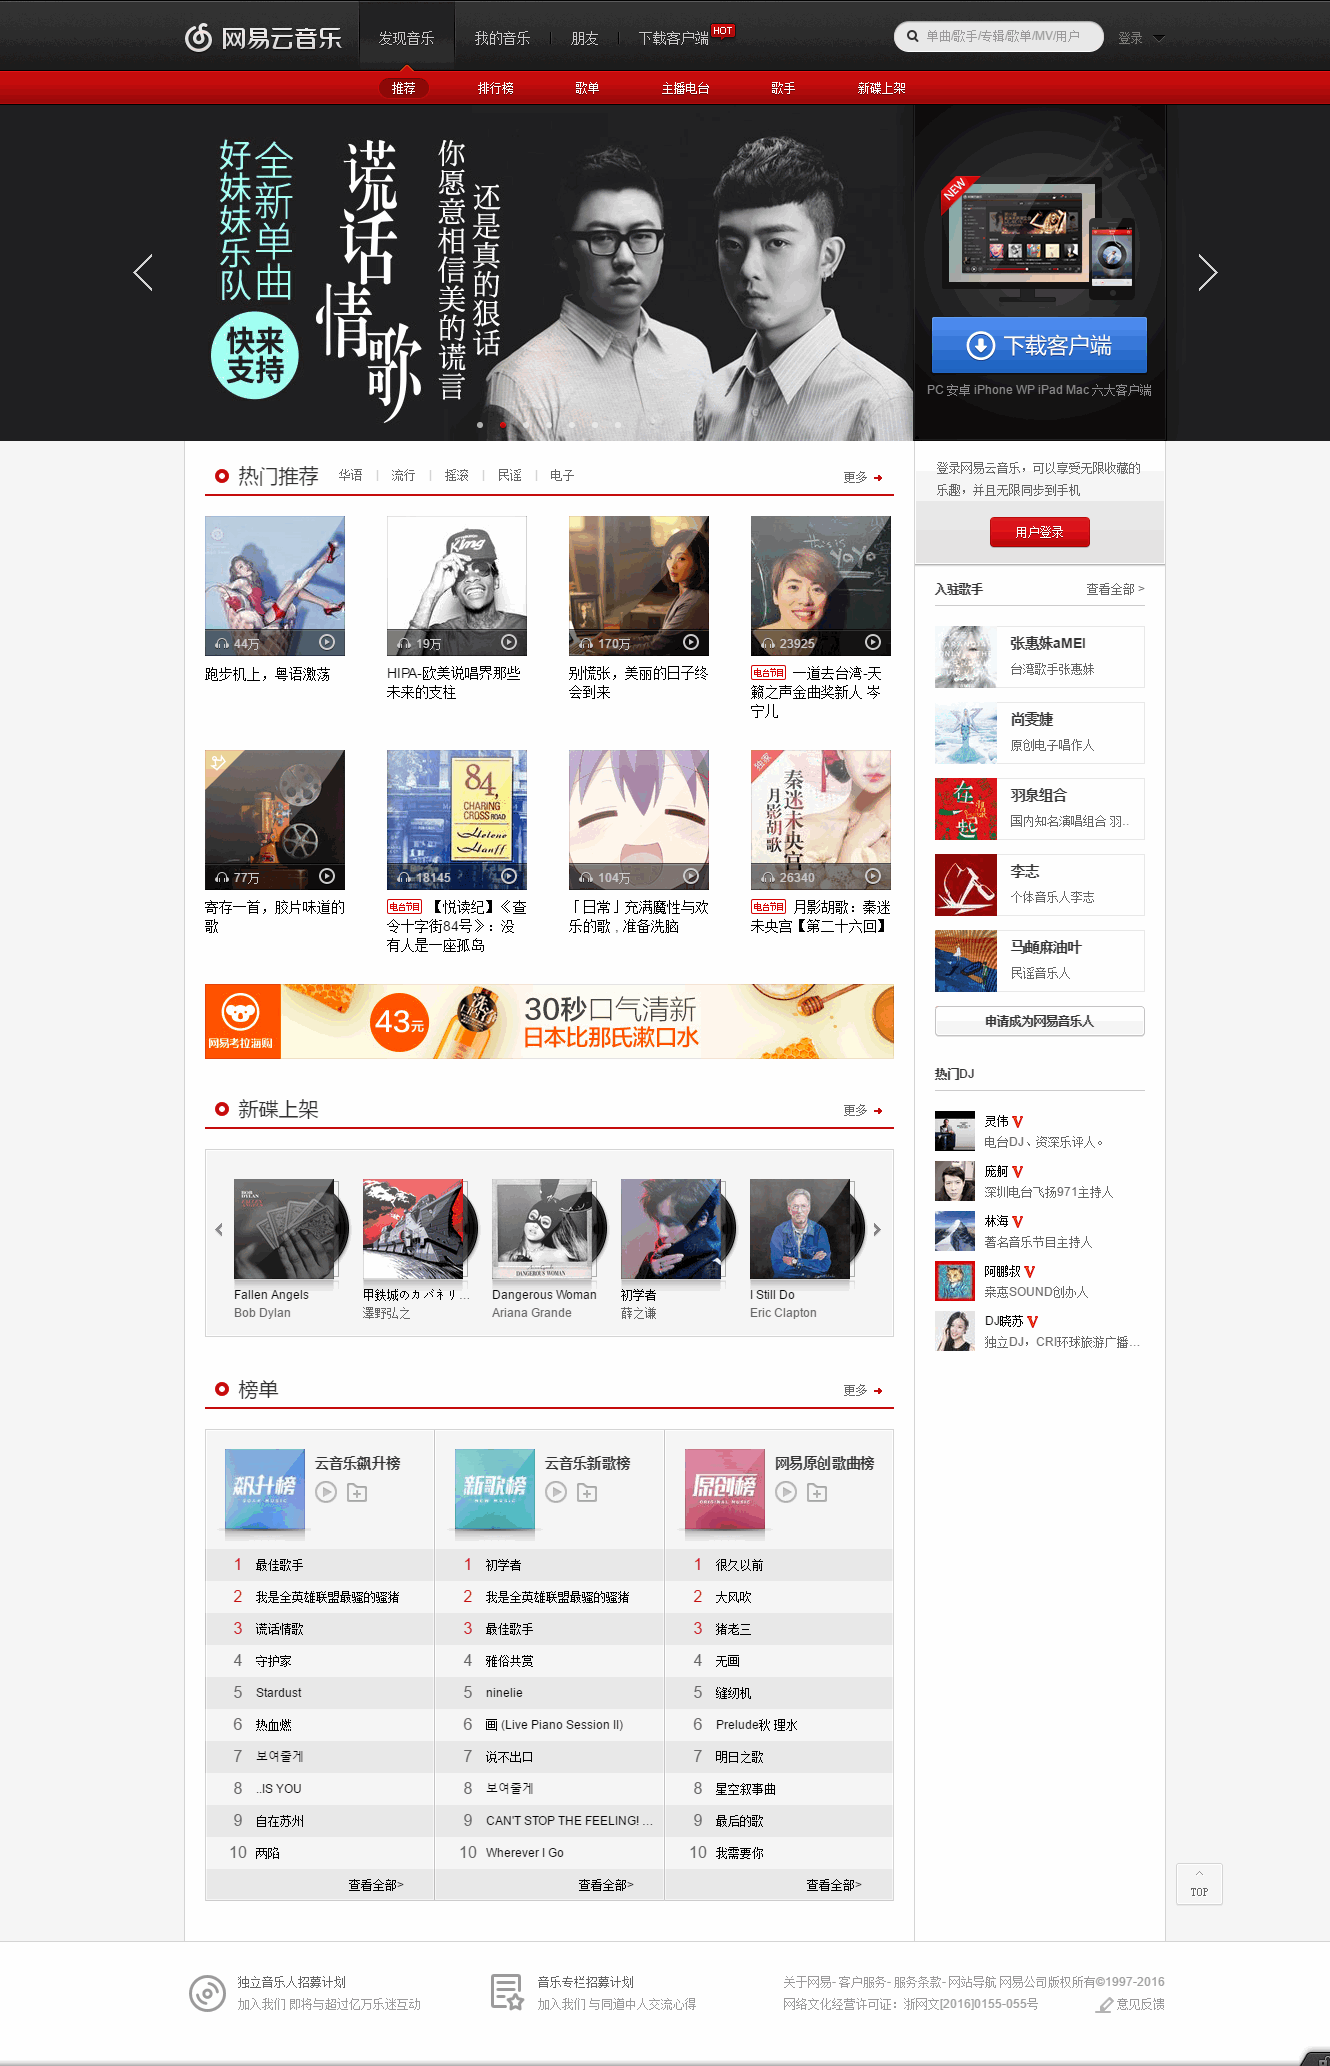 网易云音乐
发现音乐
我的音乐
朋友
下载客户端
HOT
单曲/歌手/专辑/歌单/MV/用户
登录
推荐
排行榜
歌单
主播电台
歌手
新碟上架
好妹妹乐队
全新单曲
快来
支持
谎话情歌
你愿意相信美的谎言
还是真的狠话
NEW
下载客户端
PC 安卓 iPhone WP iPad Mac 六大客户端
热门推荐
华语 | 流行 | 摇滚 | 民谣 | 电子
更多
44万
跑步机上，粤语激荡
King
19万
HIPA-欧美说唱界那些
未来的支柱
170万
别慌张，美丽的日子终
会到来
this is YoYo
23925
电台节目 一道去台湾-天
籁之声金曲奖新人 岑
宁儿
77万
寄存一首，胶片味道的
歌
84,
CHARING
CROSS ROAD
Helene
Hanff
18145
电台节目 【悦读纪】《查
令十字街84号》：没
有人是一座孤岛
104万
「日常」充满魔性与欢
乐的歌 , 准备洗脑
独家
秦迷未央宫
月影胡歌
26340
电台节目 月影胡歌：秦迷
未央宫【第二十六回】
网易考拉海购
43元
30秒口气清新
日本比那氏漱口水
新碟上架
更多
BOB
DYLAN
Fallen Angels
Bob Dylan
甲鉄城のカバネリ...
澤野弘之
DANGEROUS WOMAN
Dangerous Woman
Ariana Grande
初学者
薛之谦
I Still Do
Eric Clapton
榜单
更多
飙升榜
SOAR MUSIC
云音乐飙升榜
1 最佳歌手
2 我是全英雄联盟最骚的骚猪
3 谎话情歌
4 守护家
5 Stardust
6 热血燃
7 보여줄게
8 ..IS YOU
9 自在苏州
10 两陷
查看全部>
新歌榜
NEW MUSIC
云音乐新歌榜
1 初学者
2 我是全英雄联盟最骚的骚猪
3 最佳歌手
4 雅俗共赏
5 ninelie
6 画 (Live Piano Session II)
7 说不出口
8 보여줄게
9 CAN'T STOP THE FEELING! ...
10 Wherever I Go
查看全部>
原创榜
ORIGINAL MUSIC
网易原创歌曲榜
1 很久以前
2 大风吹
3 猪老三
4 无画
5 缝纫机
6 Prelude秋 理水
7 明日之歌
8 星空叙事曲
9 最后的歌
10 我需要你
查看全部>
登录网易云音乐，可以享受无限收藏的
乐趣，并且无限同步到手机
用户登录
入驻歌手
查看全部 >
张惠妹aMEI
台湾歌手张惠妹
尚雯婕
原创电子唱作人
在一起
羽泉组合
国内知名演唱组合 羽..
李志
个体音乐人李志
马頔麻油叶
民谣音乐人
申请成为网易音乐人
热门DJ
灵伟 V
电台DJ、资深乐评人。
庞舸 V
深圳电台飞扬971主持人
林海 V
著名音乐节目主持人
阿鹏叔 V
桒惠SOUND创办人
DJ晓苏 V
独立DJ，CRI环球旅游广播...
TOP
独立音乐人招募计划
加入我们 即将与超过亿万乐迷互动
音乐专栏招募计划
加入我们 与同道中人交流心得
关于网易- 客户服务- 服务条款- 网站导航 网易公司版权所有©1997-2016
网络文化经营许可证：浙网文[2016]0155-055号
意见反馈